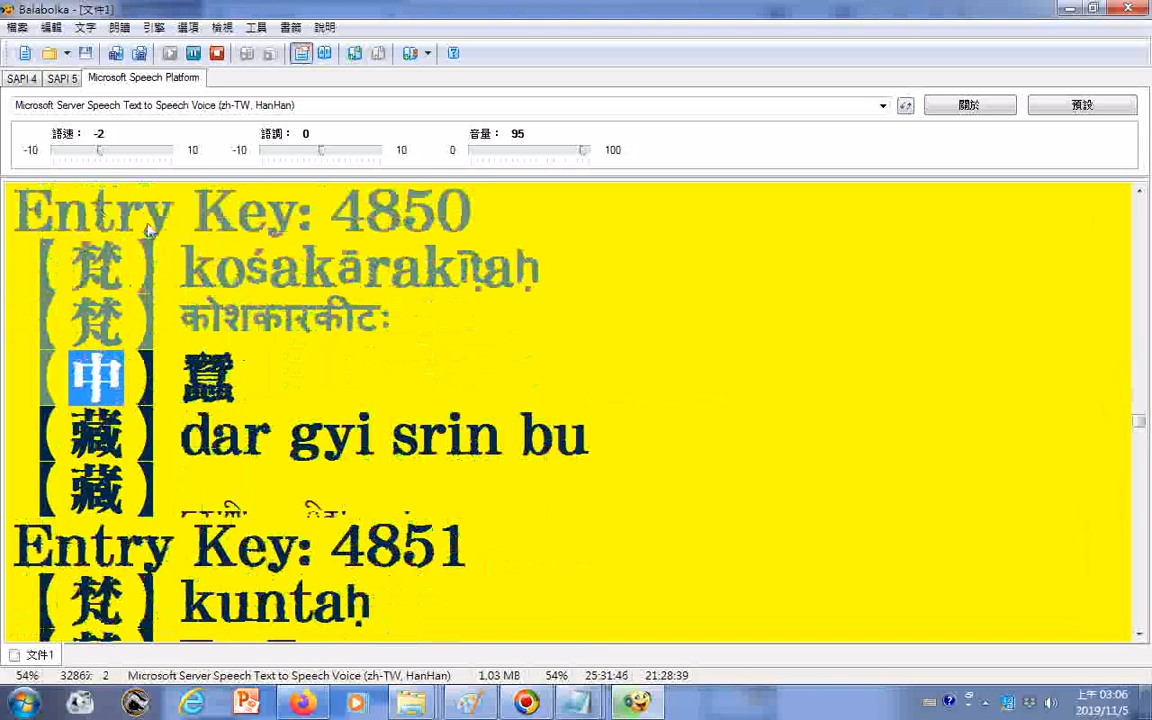 Balabolka - [文件1]
檔案 編輯 文字 朗讀 引擎 選項 檢視 工具 書籤 說明
SAPI 4 SAPI 5 Microsoft Speech Platform
Microsoft Server Speech Text to Speech Voice (zh-TW, HanHan) 關於 預設
語速： -2 語調： 0 音量： 95
-10 10 -10 10 0 100
Entry Key: 4850
【梵】 kośakārakīṭaḥ
【梵】 कोशकारकीटः
【中】 蠶
【藏】 dar gyi srin bu
【藏】
Entry Key: 4851
【梵】 kuntaḥ
文件1
54% 2 Microsoft Server Speech Text to Speech Voice (zh-TW, HanHan) 1.03 MB 54% 25:31:46 21:28:39
上午 03:06
2019/11/5